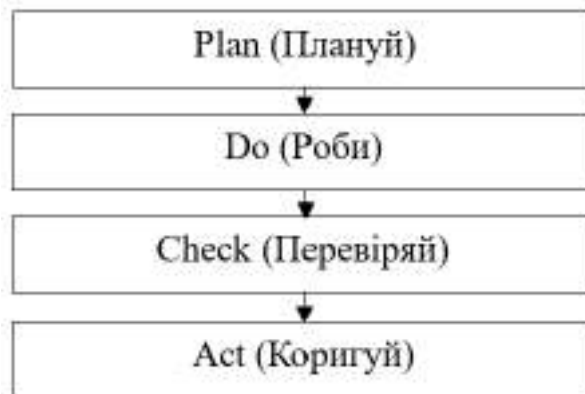 Plan (Плануй)
Do (Роби)
Check (Перевіряй)
Act (Коригуй)